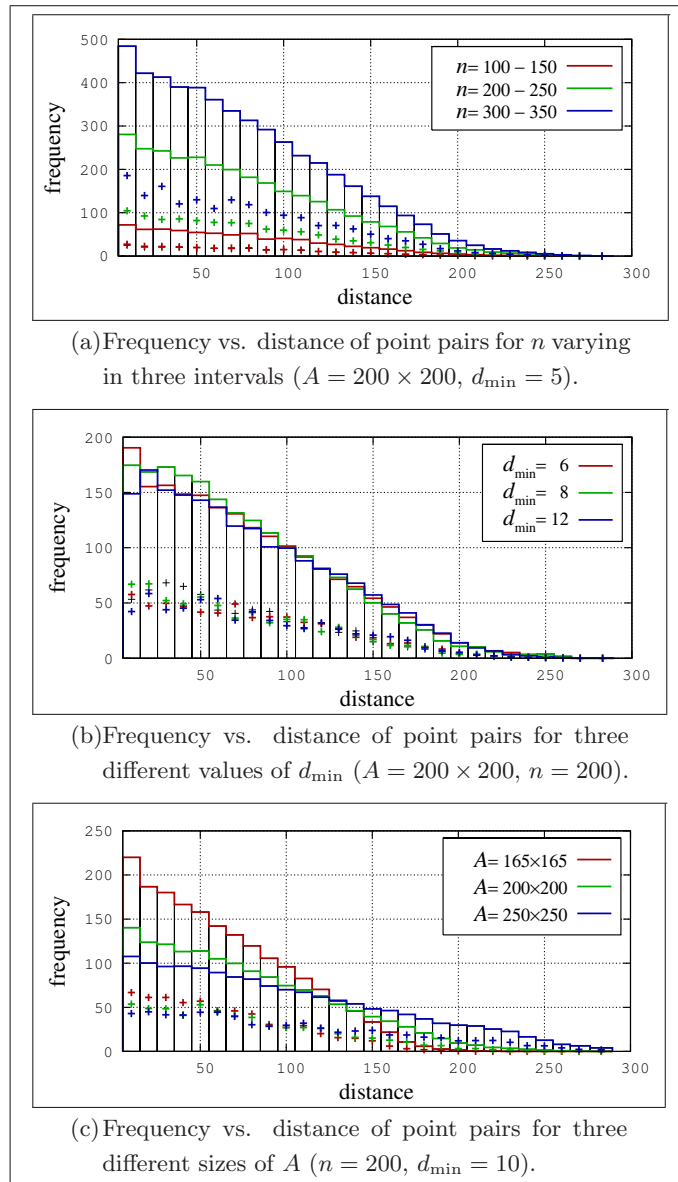 500
400
300
200
100
0
frequency
n= 100 – 150
n= 200 – 250
n= 300 – 350
50 100 150 200 250 300
distance
(a)Frequency vs. distance of point pairs for n varying
in three intervals (A = 200 × 200, dmin = 5).
200
150
100
50
0
frequency
dmin= 6
dmin= 8
dmin= 12
50 100 150 200 250 300
distance
(b)Frequency vs. distance of point pairs for three
different values of dmin (A = 200 × 200, n = 200).
250
200
150
100
50
0
frequency
A= 165×165
A= 200×200
A= 250×250
50 100 150 200 250 300
distance
(c)Frequency vs. distance of point pairs for three
different sizes of A (n = 200, dmin = 10).